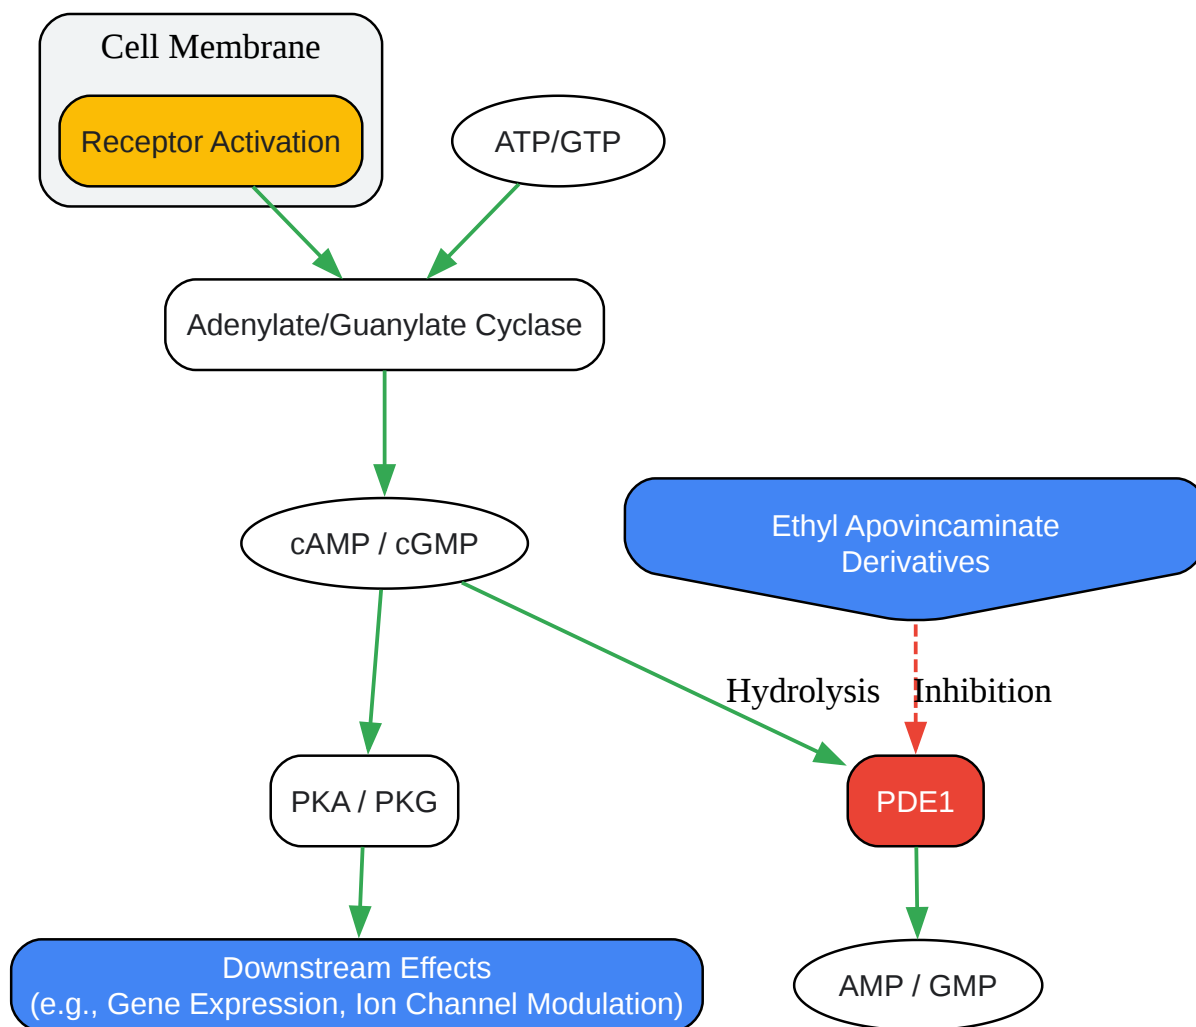 Cell Membrane
Receptor Activation
ATP/GTP
Adenylate/Guanylate Cyclase
cAMP / cGMP
Ethyl Apovincaminate
Derivatives
Hydrolysis
Inhibition
PKA / PKG
PDE1
Downstream Effects
(e.g., Gene Expression, Ion Channel Modulation)
AMP / GMP